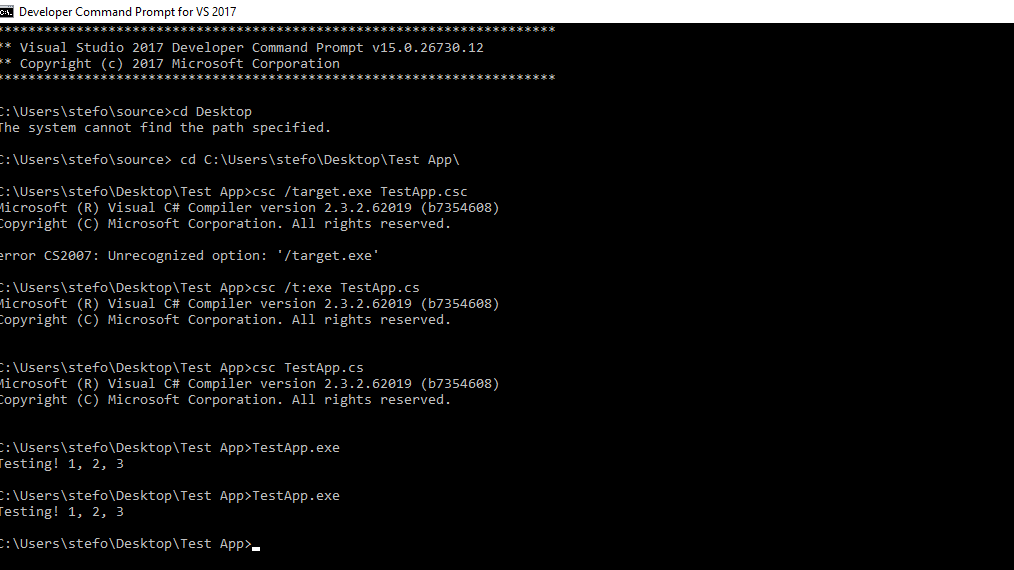 Developer Command Prompt for VS 2017
**********************************************************************
** Visual Studio 2017 Developer Command Prompt v15.0.26730.12
** Copyright (c) 2017 Microsoft Corporation
**********************************************************************
C:\Users\stefo\source>cd Desktop
The system cannot find the path specified.
C:\Users\stefo\source> cd C:\Users\stefo\Desktop\Test App\
C:\Users\stefo\Desktop\Test App>csc /target.exe TestApp.csc
Microsoft (R) Visual C# Compiler version 2.3.2.62019 (b7354608)
Copyright (C) Microsoft Corporation. All rights reserved.
error CS2007: Unrecognized option: '/target.exe'
C:\Users\stefo\Desktop\Test App>csc /t:exe TestApp.cs
Microsoft (R) Visual C# Compiler version 2.3.2.62019 (b7354608)
Copyright (C) Microsoft Corporation. All rights reserved.
C:\Users\stefo\Desktop\Test App>csc TestApp.cs
Microsoft (R) Visual C# Compiler version 2.3.2.62019 (b7354608)
Copyright (C) Microsoft Corporation. All rights reserved.
C:\Users\stefo\Desktop\Test App>TestApp.exe
Testing! 1, 2, 3
C:\Users\stefo\Desktop\Test App>TestApp.exe
Testing! 1, 2, 3
C:\Users\stefo\Desktop\Test App>